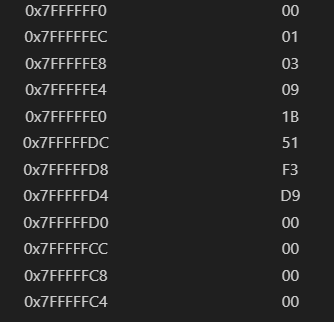 0x7FFFFFF0 00
0x7FFFFFEC 01
0x7FFFFFE8 03
0x7FFFFFE4 09
0x7FFFFFE0 1B
0x7FFFFFDC 51
0x7FFFFFD8 F3
0x7FFFFFD4 D9
0x7FFFFFD0 00
0x7FFFFFCC 00
0x7FFFFFC8 00
0x7FFFFFC4 00